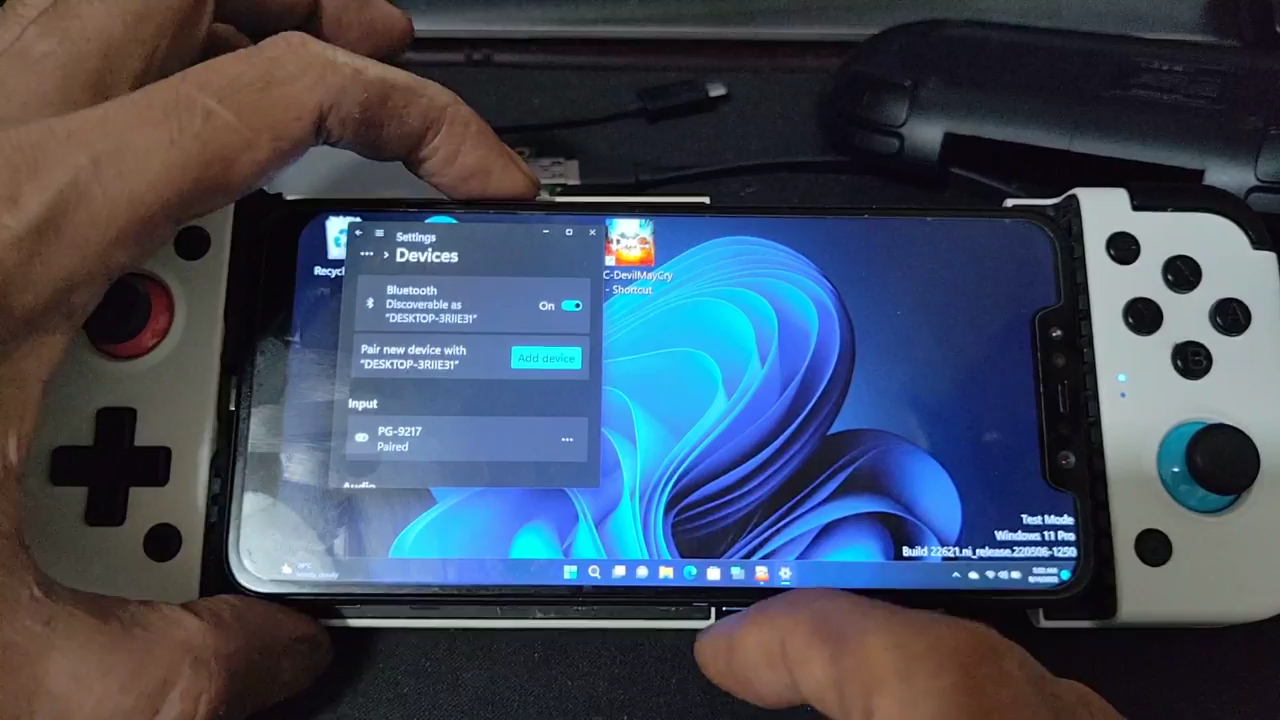 Settings
... > Devices
Bluetooth
Discoverable as
"DESKTOP-3RIIE31"
On
Pair new device with
"DESKTOP-3RIIE31"
Add device
Input
PG-9217
Paired
Audio
C-DevilMayCry
- Shortcut
Test Mode
Windows 11 Pro
Build 22621.ni_release.220506-1250
A
B